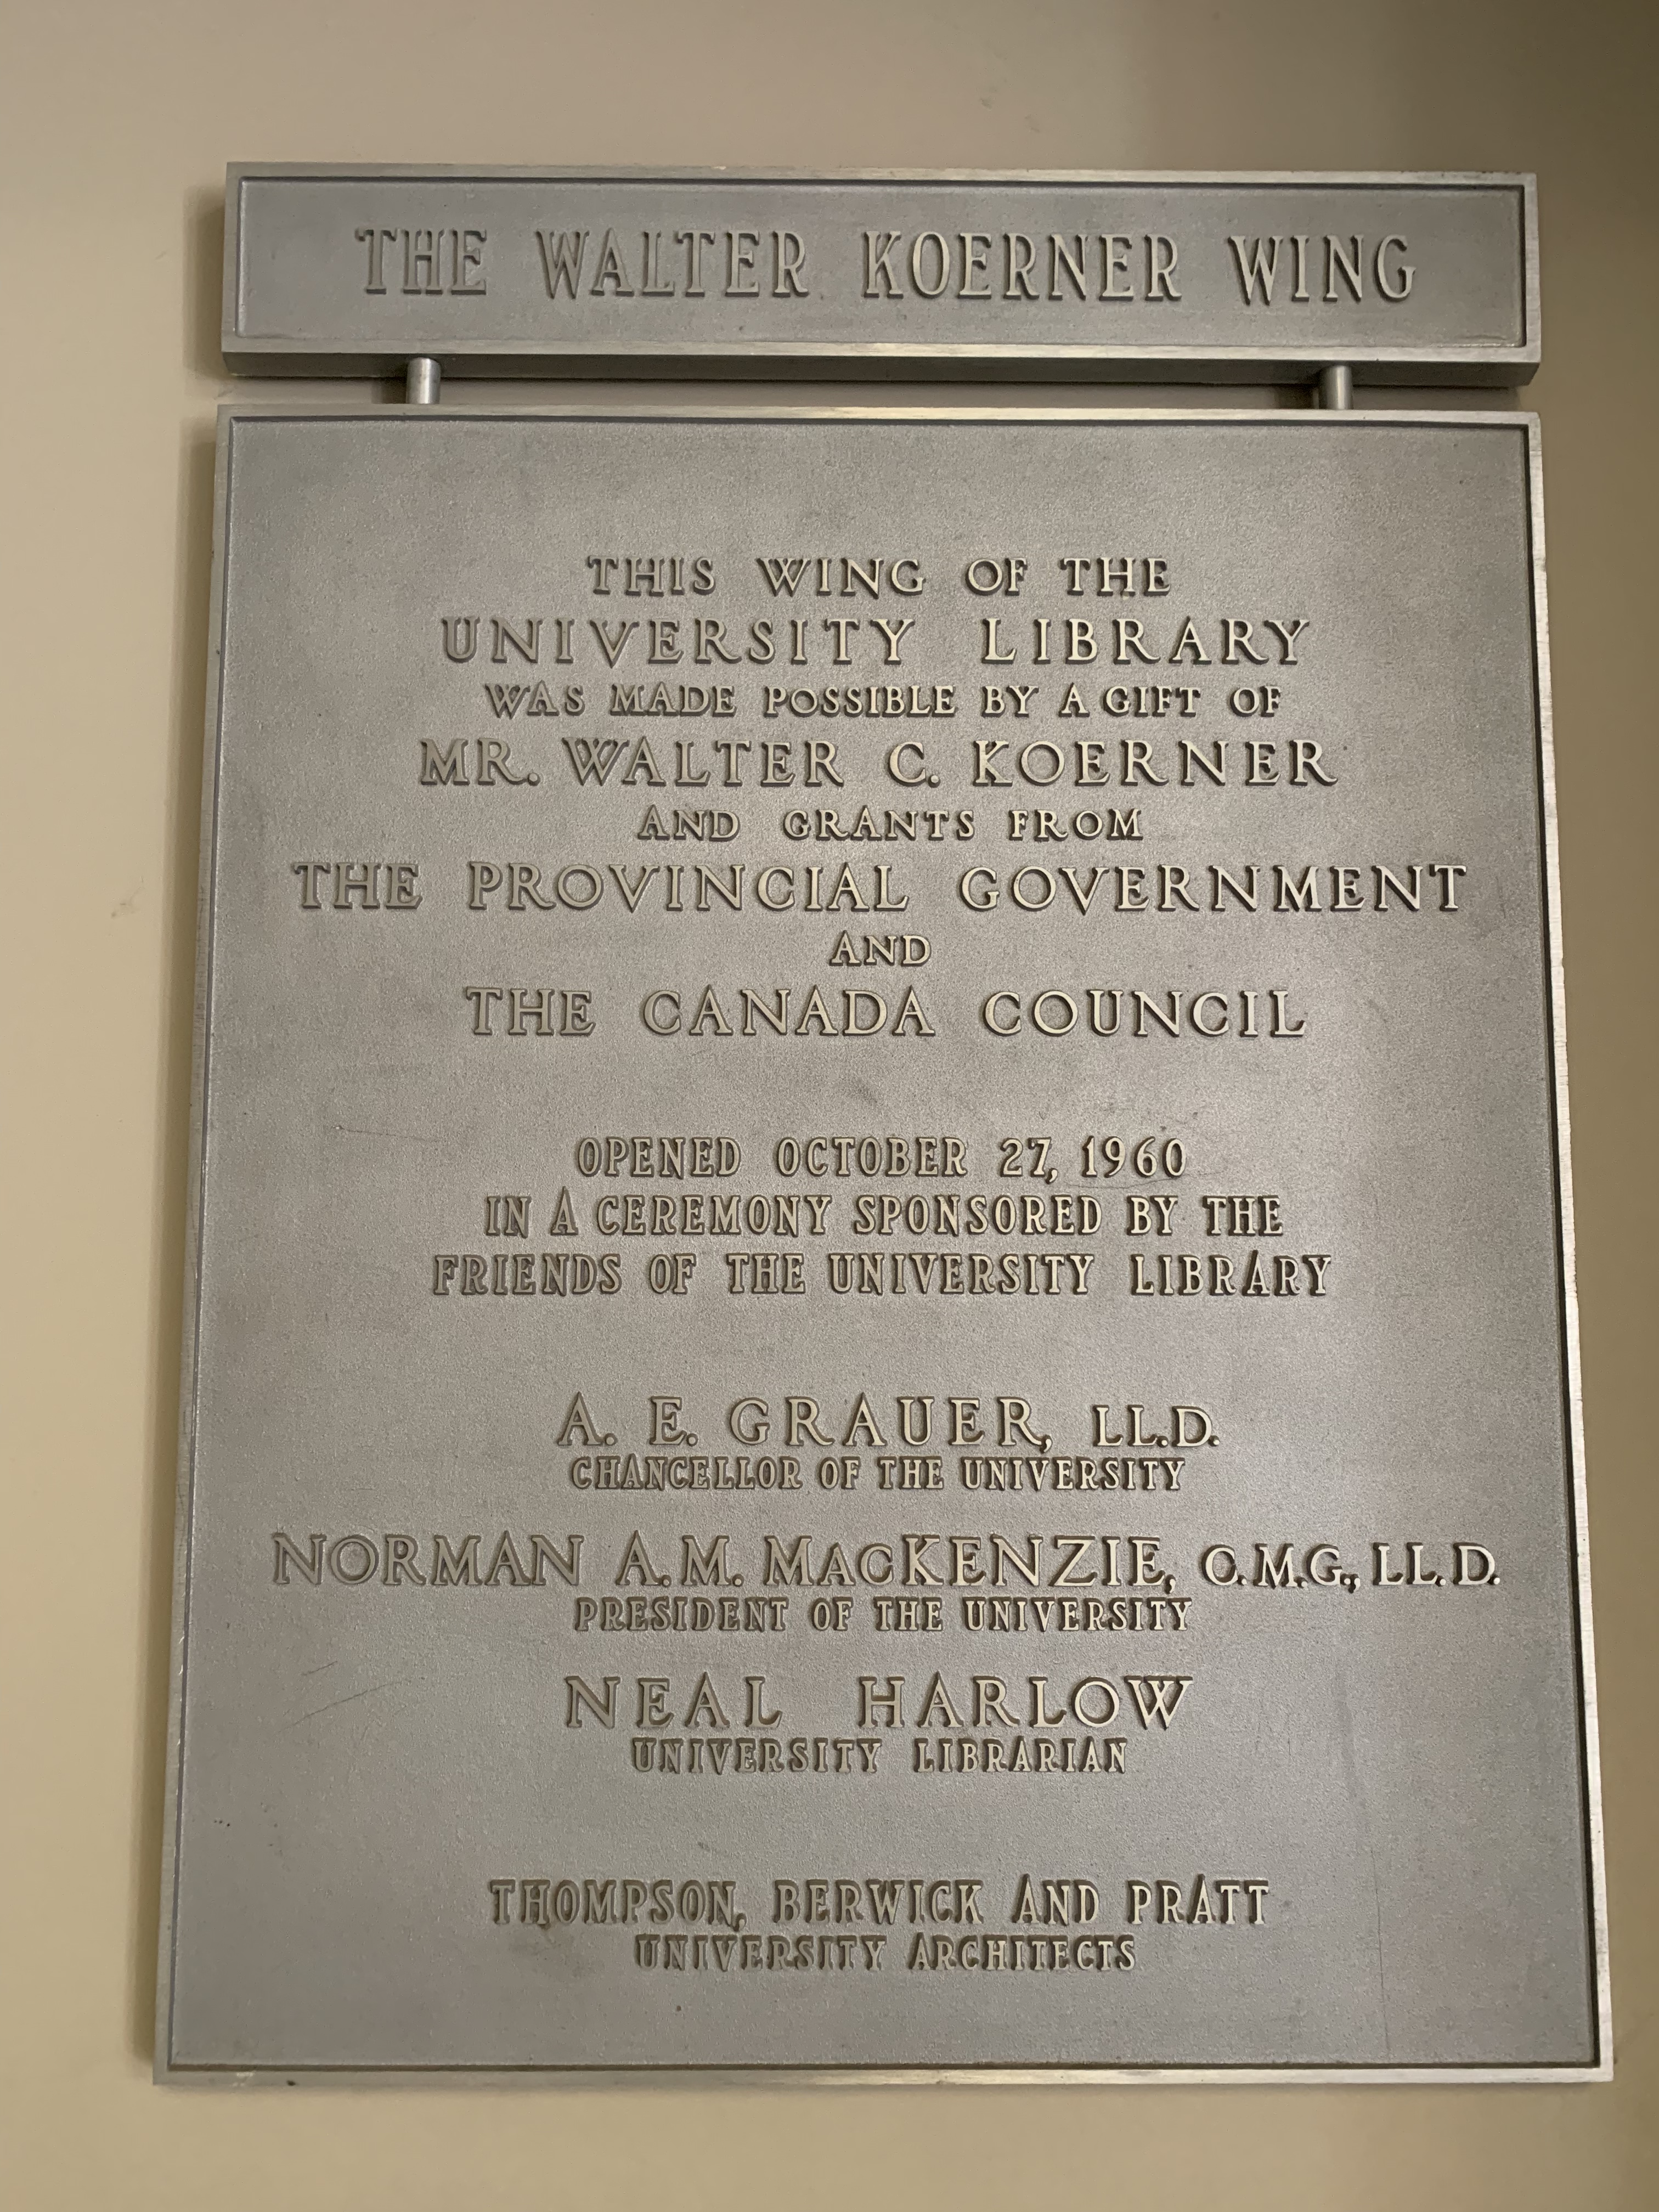 THE WALTER KOERNER WING
THIS WING OF THE
UNIVERSITY LIBRARY
WAS MADE POSSIBLE BY A GIFT OF
MR. WALTER C. KOERNER
AND GRANTS FROM
THE PROVINCIAL GOVERNMENT
AND
THE CANADA COUNCIL
OPENED OCTOBER 27, 1960
IN A CEREMONY SPONSORED BY THE
FRIENDS OF THE UNIVERSITY LIBRARY
A. E. GRAUER, LL.D.
CHANCELLOR OF THE UNIVERSITY
NORMAN A.M. MACKENZIE, C.M.G., LL.D.
PRESIDENT OF THE UNIVERSITY
NEAL HARLOW
UNIVERSITY LIBRARIAN
THOMPSON, BERWICK AND PRATT
UNIVERSITY ARCHITECTS